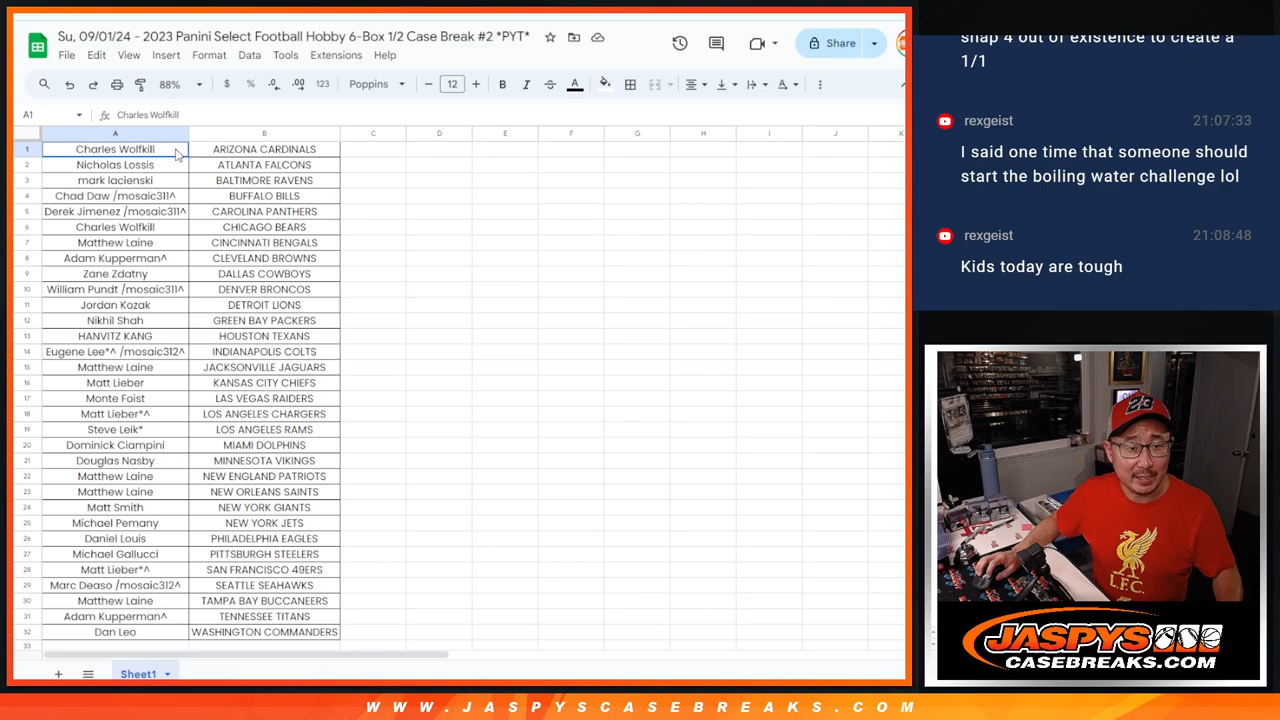 Su, 09/01/24 - 2023 Panini Select Football Hobby 6-Box 1/2 Case Break #2 *PYT*
File Edit View Insert Format Data Tools Extensions Help
Share
88% $ % .0 .00 123 Poppins 12 B I S A
A1 fx Charles Wolfkill
A B C D E F G H I J K
1 Charles Wolfkill ARIZONA CARDINALS
2 Nicholas Lossis ATLANTA FALCONS
3 mark lacienski BALTIMORE RAVENS
4 Chad Daw /mosaic311^ BUFFALO BILLS
5 Derek Jimenez /mosaic311^ CAROLINA PANTHERS
6 Charles Wolfkill CHICAGO BEARS
7 Matthew Laine CINCINNATI BENGALS
8 Adam Kupperman^ CLEVELAND BROWNS
9 Zane Zdatny DALLAS COWBOYS
10 William Pundt /mosaic311^ DENVER BRONCOS
11 Jordan Kozak DETROIT LIONS
12 Nikhil Shah GREEN BAY PACKERS
13 HANVITZ KANG HOUSTON TEXANS
14 Eugene Lee*^ /mosaic312^ INDIANAPOLIS COLTS
15 Matthew Laine JACKSONVILLE JAGUARS
16 Matt Lieber KANSAS CITY CHIEFS
17 Monte Foist LAS VEGAS RAIDERS
18 Matt Lieber*^ LOS ANGELES CHARGERS
19 Steve Leik* LOS ANGELES RAMS
20 Dominick Ciampini MIAMI DOLPHINS
21 Douglas Nasby MINNESOTA VIKINGS
22 Matthew Laine NEW ENGLAND PATRIOTS
23 Matthew Laine NEW ORLEANS SAINTS
24 Matt Smith NEW YORK GIANTS
25 Michael Pemany NEW YORK JETS
26 Daniel Louis PHILADELPHIA EAGLES
27 Michael Gallucci PITTSBURGH STEELERS
28 Matt Lieber*^ SAN FRANCISCO 49ERS
29 Marc Deaso /mosaic312^ SEATTLE SEAHAWKS
30 Matthew Laine TAMPA BAY BUCCANEERS
31 Adam Kupperman^ TENNESSEE TITANS
32 Dan Leo WASHINGTON COMMANDERS
33
Sheet1
snap 4 out of existence to create a
1/1
rexgeist 21:07:33
I said one time that someone should
start the boiling water challenge lol
rexgeist 21:08:48
Kids today are tough
23
L.F.C.
JASPYS
CASEBREAKS.COM
WWW.JASPYSCASEBREAKS.COM